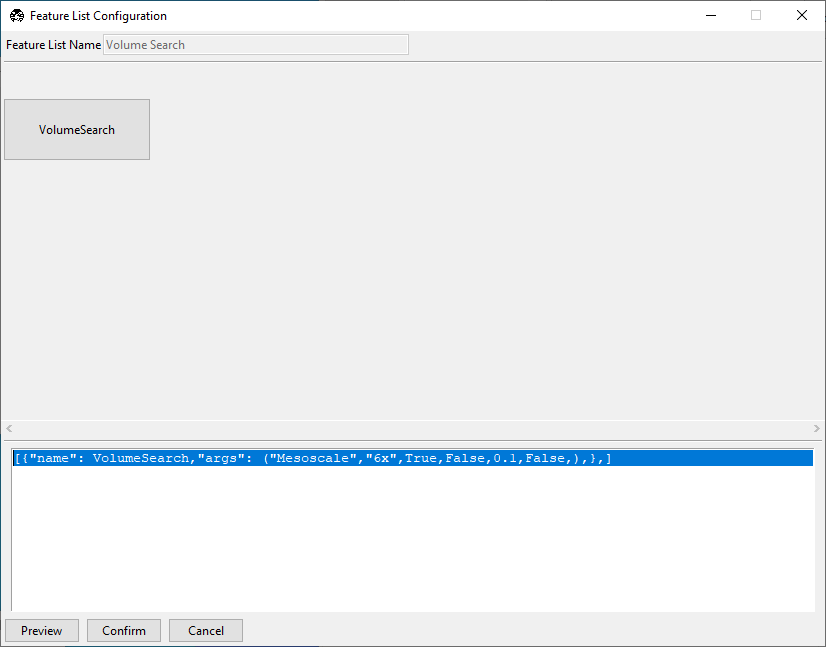 Feature List Configuration
Feature List Name Volume Search
VolumeSearch
[{"name": VolumeSearch,"args": ("Mesoscale","6x",True,False,0.1,False,),},]
Preview Confirm Cancel